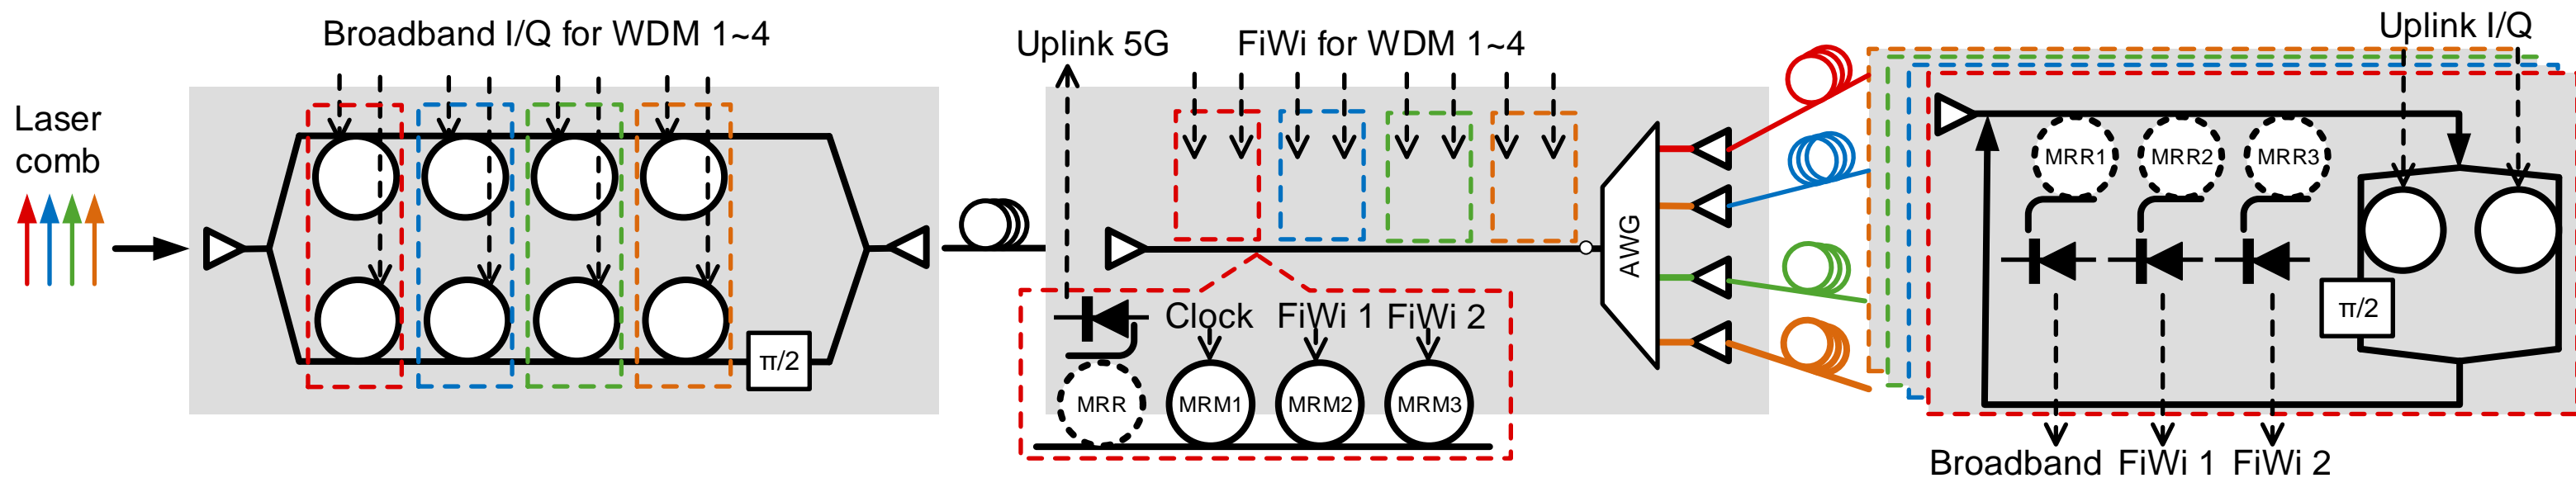 Broadband I/Q for WDM 1~4
Laser
comb
π/2
Uplink 5G
FiWi for WDM 1~4
AWG
Clock
FiWi 1
FiWi 2
MRR
MRM1
MRM2
MRM3
Uplink I/Q
MRR1
MRR2
MRR3
π/2
Broadband
FiWi 1
FiWi 2